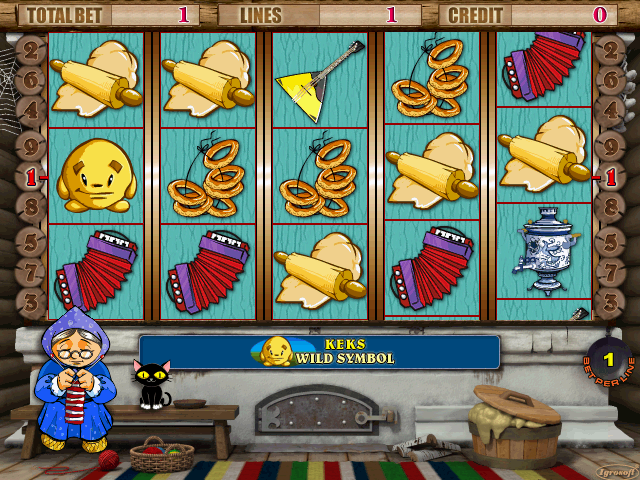 TOTAL BET 1 LINES 1 CREDIT 0
2 2
6 6
4 4
9 9
1 1
8 8
5 5
7 7
3 3
KEKS
WILD SYMBOL
1
BET PER LINE
Igrosoft